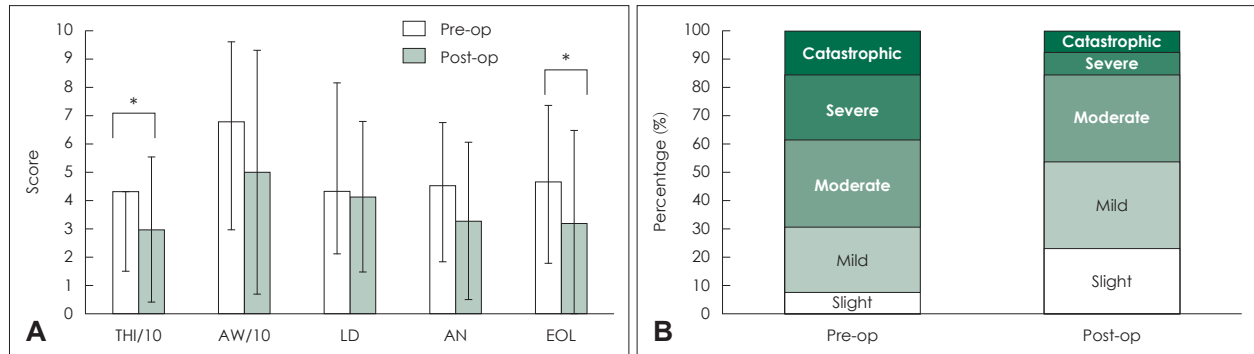 10
9
8
7
6
5
4
3
2
1
0
Score
Pre-op
Post-op
*
*
THI/10
AW/10
LD
AN
EOL
A
100
90
80
70
60
50
40
30
20
10
0
Percentage (%)
Catastrophic
Severe
Moderate
Mild
Slight
Catastrophic
Severe
Moderate
Mild
Slight
Pre-op
Post-op
B